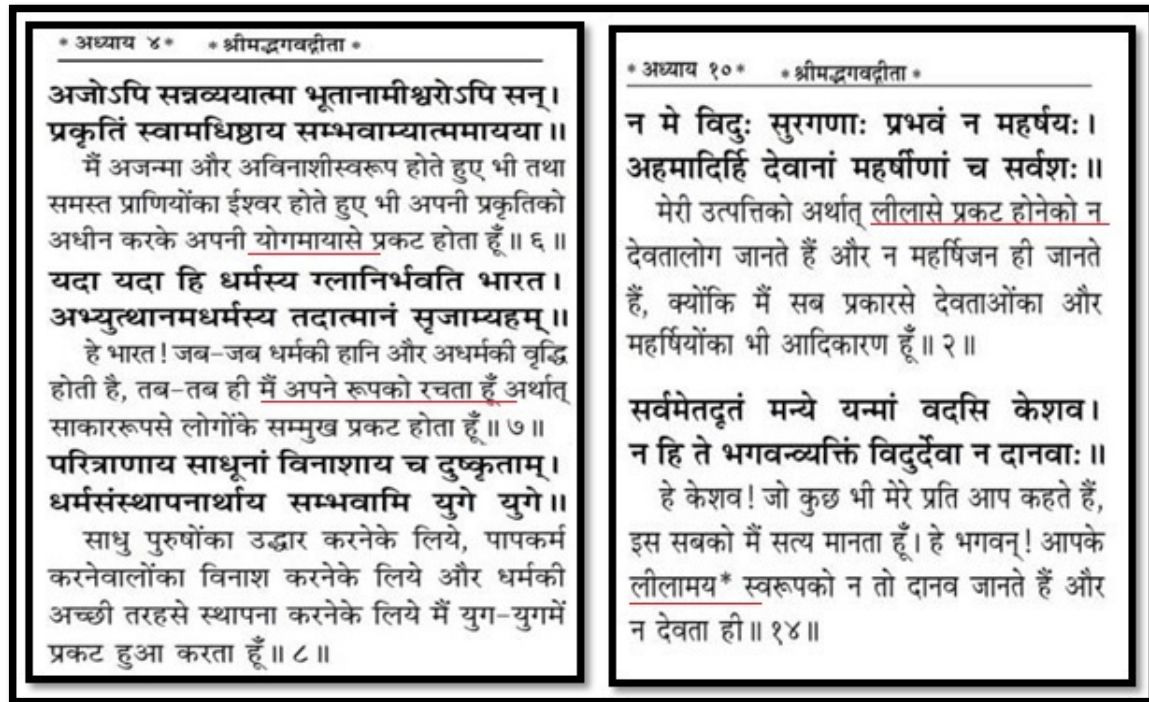 * अध्याय ४* * श्रीमद्भगवद्गीता *
अजोऽपि सन्नव्ययात्मा भूतानामीश्वरोऽपि सन्।
प्रकृतिं स्वामधिष्ठाय सम्भवाम्यात्ममायया॥
मैं अजन्मा और अविनाशीस्वरूप होते हुए भी तथा
समस्त प्राणियोंका ईश्वर होते हुए भी अपनी प्रकृतिको
अधीन करके अपनी योगमायासे प्रकट होता हूँ॥ ६ ॥
यदा यदा हि धर्मस्य ग्लानिर्भवति भारत।
अभ्युत्थानमधर्मस्य तदात्मानं सृजाम्यहम्॥
हे भारत! जब-जब धर्मकी हानि और अधर्मकी वृद्धि
होती है, तब-तब ही मैं अपने रूपको रचता हूँ अर्थात्
साकाररूपसे लोगोंके सम्मुख प्रकट होता हूँ॥ ७॥
परित्राणाय साधूनां विनाशाय च दुष्कृताम्।
धर्मसंस्थापनार्थाय सम्भवामि युगे युगे॥
साधु पुरुषोंका उद्धार करनेके लिये, पापकर्म
करनेवालोंका विनाश करनेके लिये और धर्मकी
अच्छी तरहसे स्थापना करनेके लिये मैं युग-युगमें
प्रकट हुआ करता हूँ॥ ८॥
* अध्याय १०* * श्रीमद्भगवद्गीता *
न मे विदुः सुरगणाः प्रभवं न महर्षयः।
अहमादिर्हि देवानां महर्षीणां च सर्वशः॥
मेरी उत्पत्तिको अर्थात् लीलासे प्रकट होनेको न
देवतालोग जानते हैं और न महर्षिजन ही जानते
हैं, क्योंकि मैं सब प्रकारसे देवताओंका और
महर्षियोंका भी आदिकारण हूँ॥ २॥
सर्वमेतदृतं मन्ये यन्मां वदसि केशव।
न हि ते भगवन्व्यक्तिं विदुर्देवा न दानवाः॥
हे केशव! जो कुछ भी मेरे प्रति आप कहते हैं,
इस सबको मैं सत्य मानता हूँ। हे भगवन्! आपके
लीलामय* स्वरूपको न तो दानव जानते हैं और
न देवता ही॥ १४॥